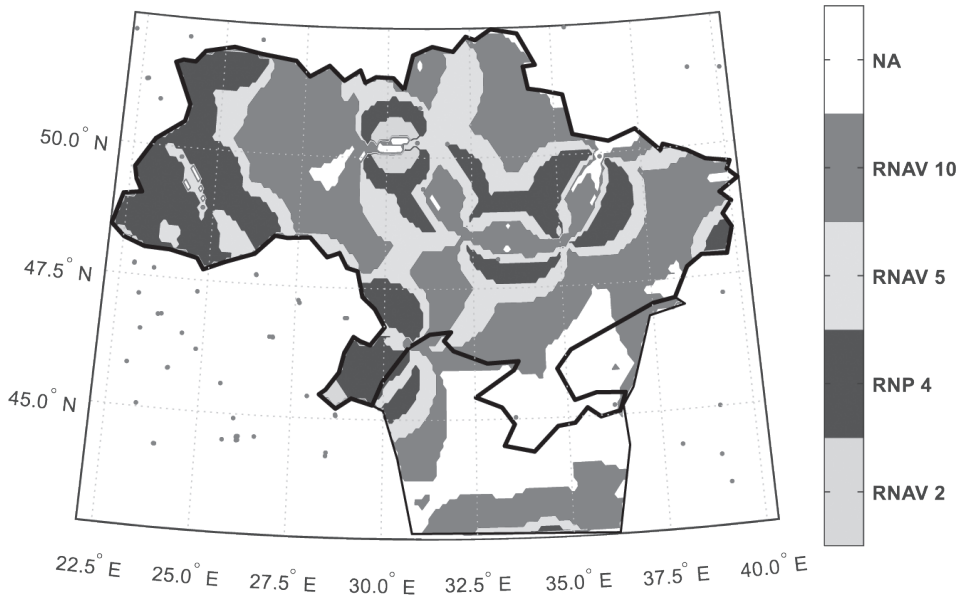 50.0° N
47.5° N
45.0° N
22.5° E
25.0° E
27.5° E
30.0° E
32.5° E
35.0° E
37.5° E
40.0° E
NA
RNAV 10
RNAV 5
RNP 4
RNAV 2